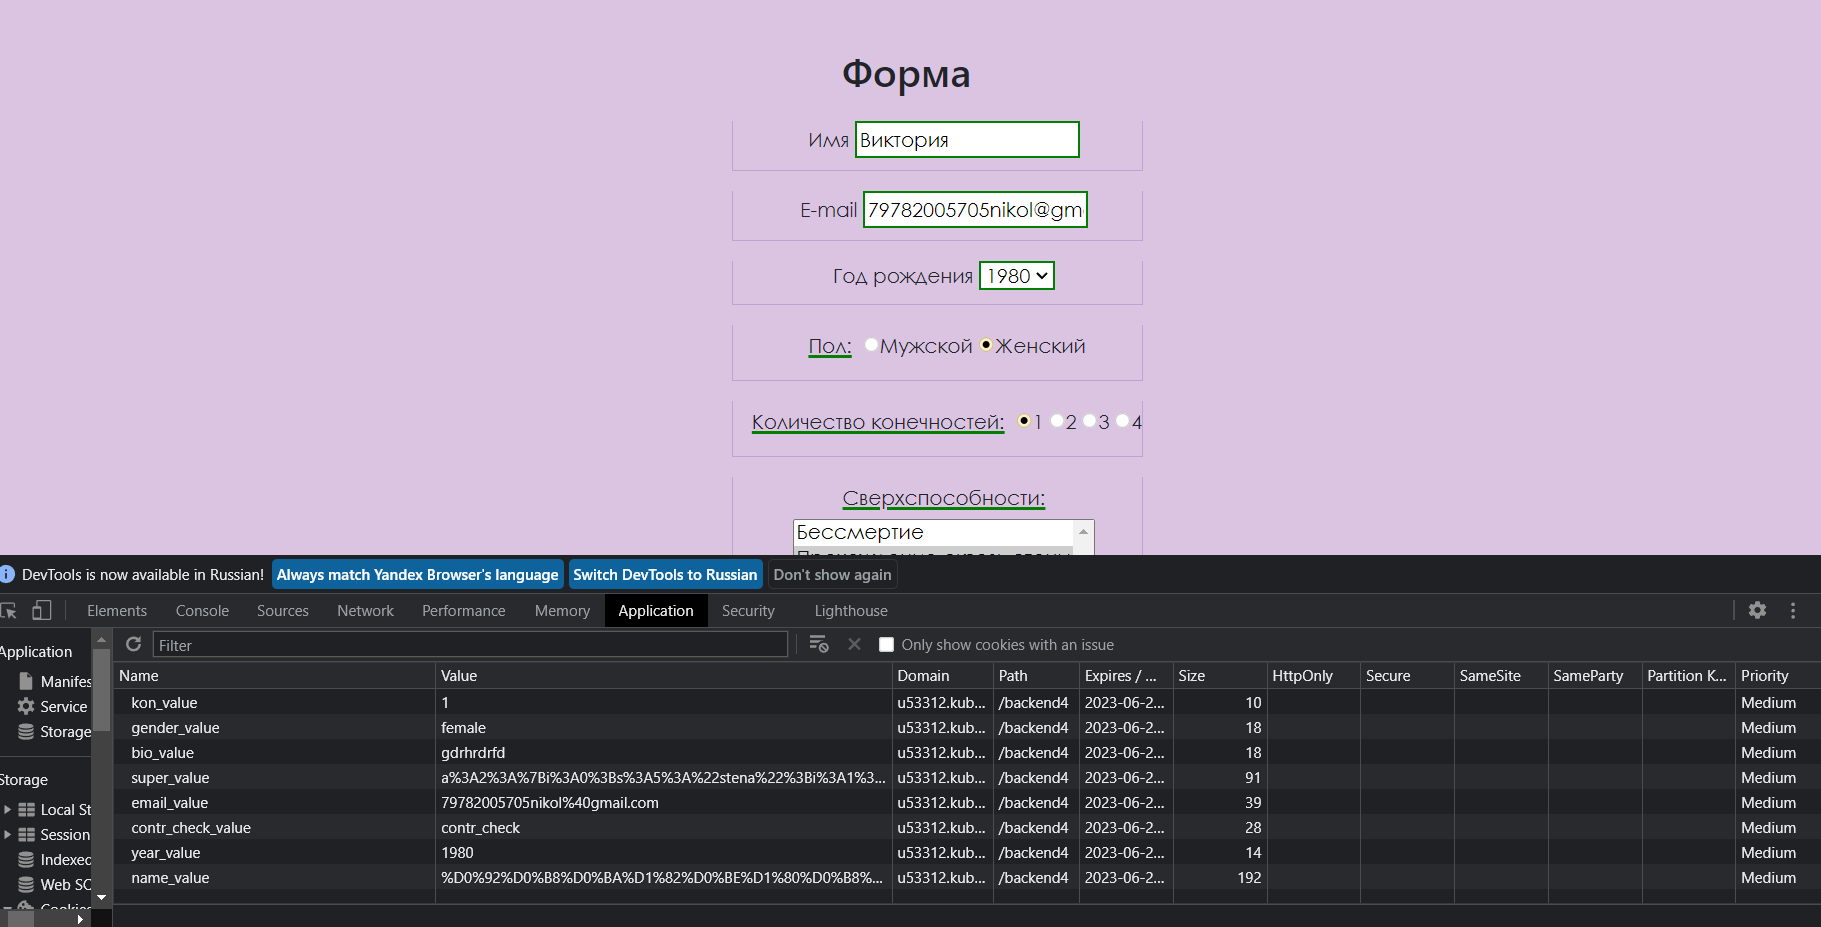 Форма
Имя Виктория
E-mail 79782005705nikol@gm
Год рождения 1980
Пол: Мужской Женский
Количество конечностей: 1 2 3 4
Сверхспособности:
Бессмертие
DevTools is now available in Russian! Always match Yandex Browser's language Switch DevTools to Russian Don't show again
Elements Console Sources Network Performance Memory Application Security Lighthouse
Application
Filter
Only show cookies with an issue
Manifes
Service
Storage
Storage
Local St
Session
Indexed
Web SC
Name Value Domain Path Expires / ... Size HttpOnly Secure SameSite SameParty Partition K... Priority
kon_value 1 u53312.kub... /backend4 2023-06-2... 10 Medium
gender_value female u53312.kub... /backend4 2023-06-2... 18 Medium
bio_value gdrhrdrfd u53312.kub... /backend4 2023-06-2... 18 Medium
super_value a%3A2%3A%7Bi%3A0%3Bs%3A5%3A%22stena%22%3Bi%3A1%3... u53312.kub... /backend4 2023-06-2... 91 Medium
email_value 79782005705nikol%40gmail.com u53312.kub... /backend4 2023-06-2... 39 Medium
contr_check_value contr_check u53312.kub... /backend4 2023-06-2... 28 Medium
year_value 1980 u53312.kub... /backend4 2023-06-2... 14 Medium
name_value %D0%92%D0%B8%D0%BA%D1%82%D0%BE%D1%80%D0%B8%... u53312.kub... /backend4 2023-06-2... 192 Medium